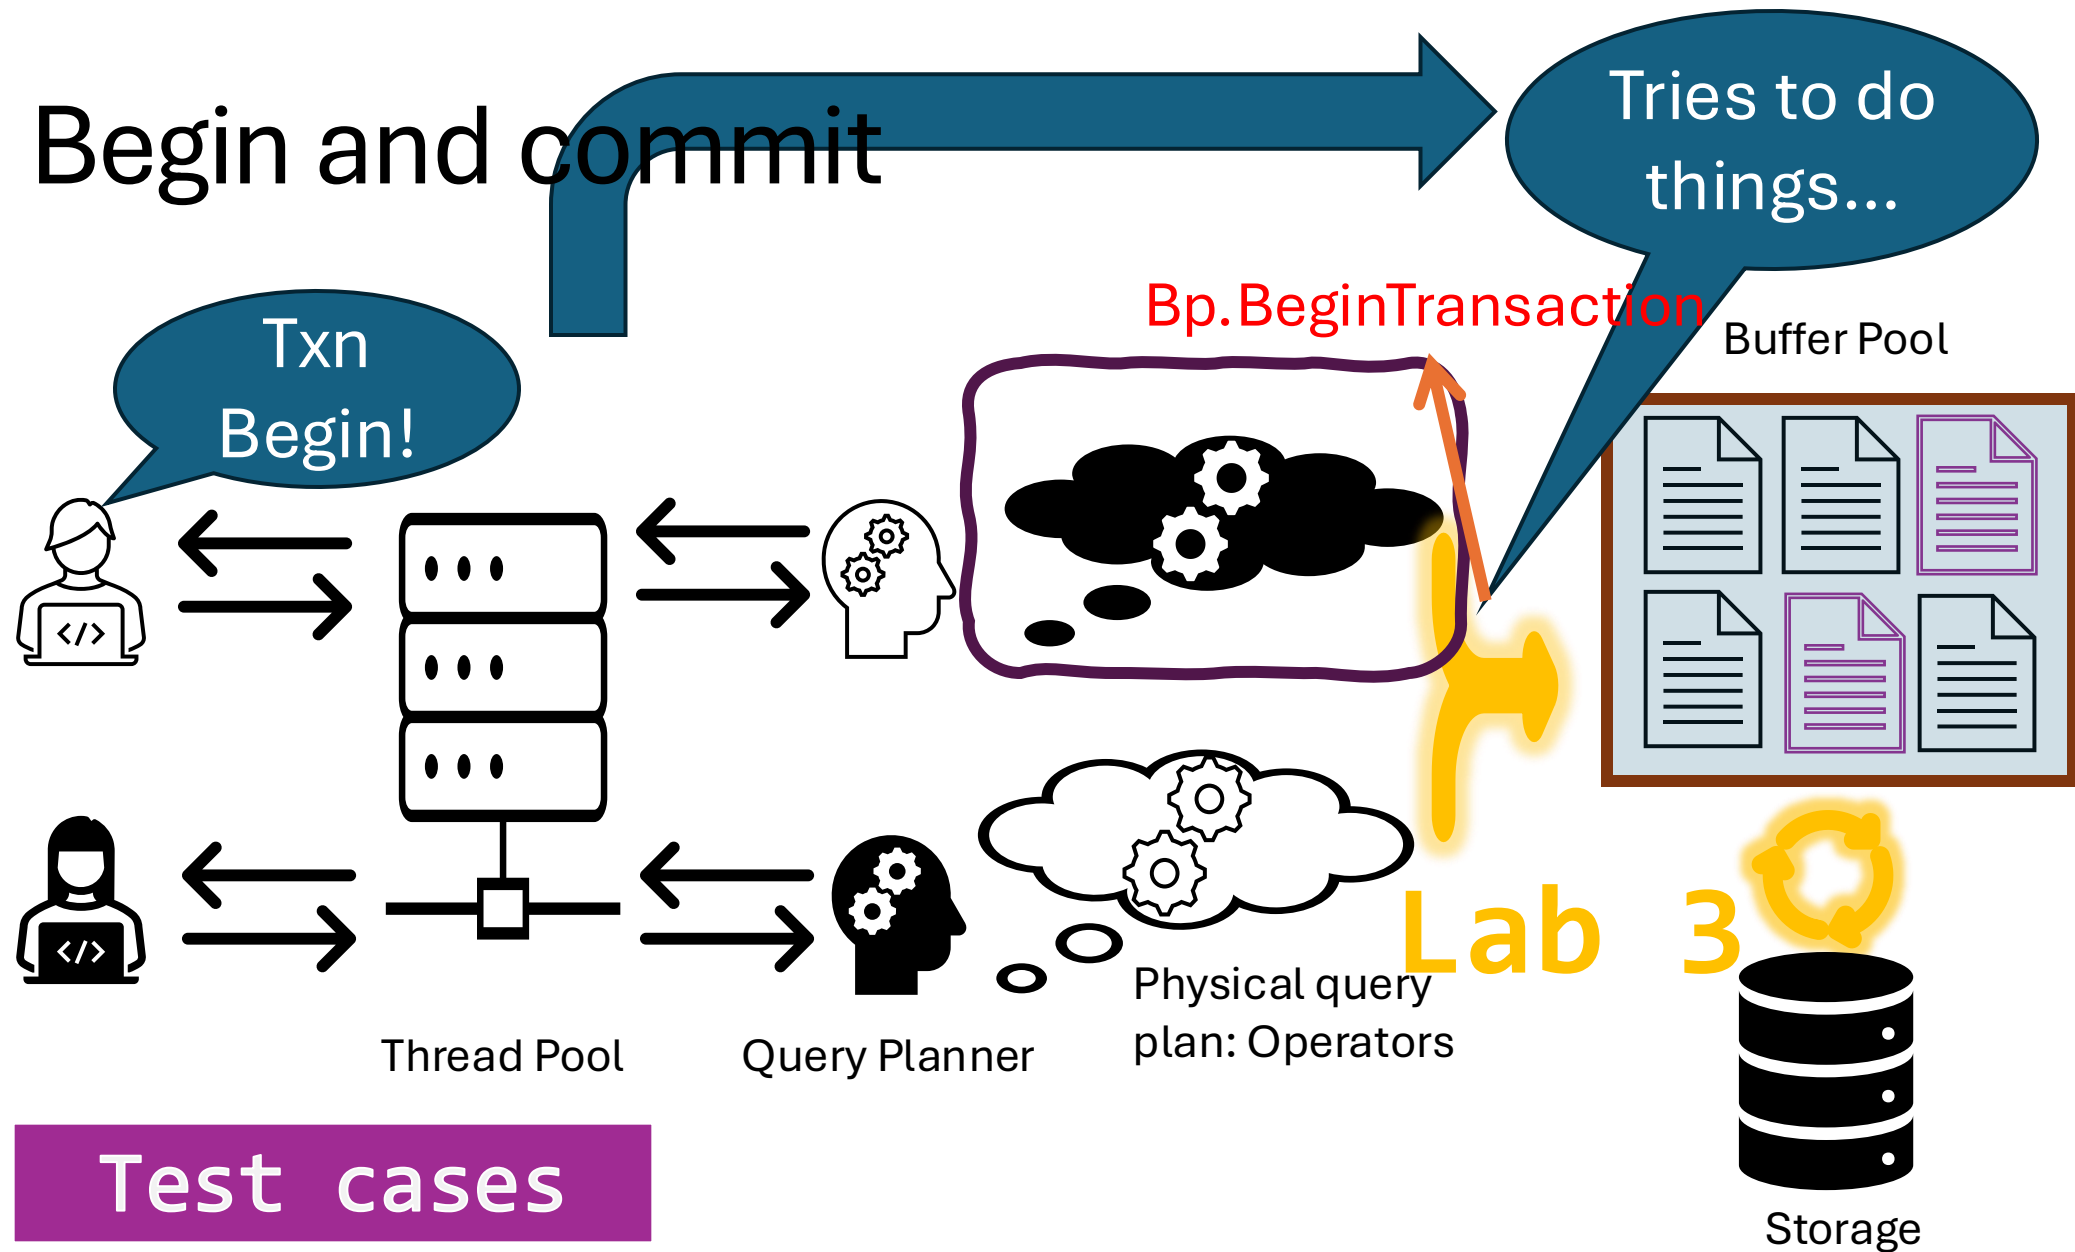 Begin and commit
Tries to do
things...
Txn
Begin!
Bp.BeginTransaction
Buffer Pool
</>
</>
Lab 3
Physical query
plan: Operators
Thread Pool
Query Planner
Test cases
Storage